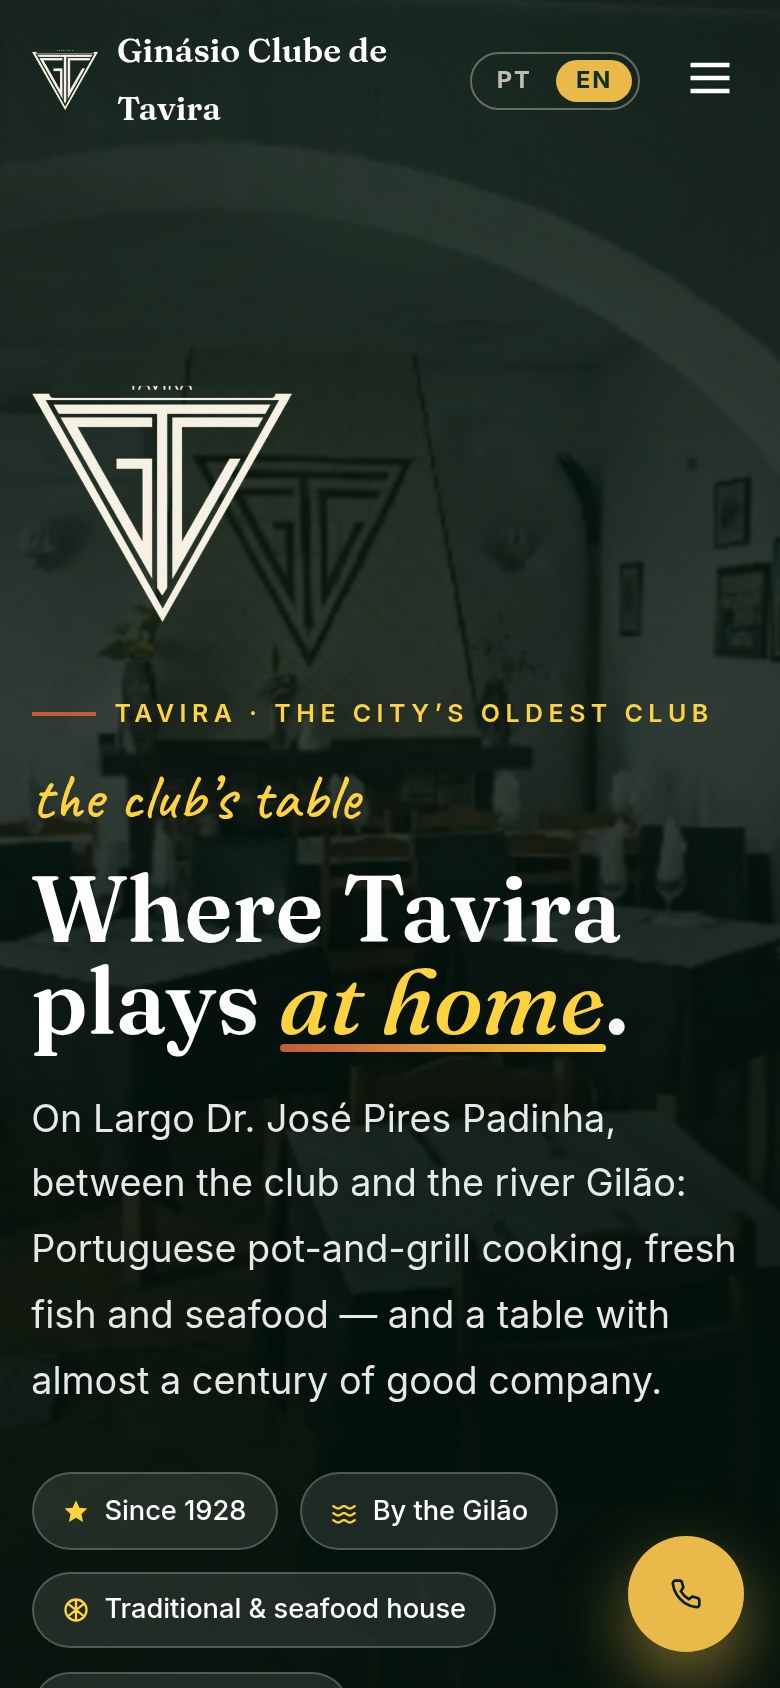 Ginásio Clube de
Tavira
PT EN
GTC
TAVIRA
GTC
TAVIRA · THE CITY’S OLDEST CLUB
the club’s table
Where Tavira
plays at home.
On Largo Dr. José Pires Padinha,
between the club and the river Gilão:
Portuguese pot-and-grill cooking, fresh
fish and seafood — and a table with
almost a century of good company.
Since 1928
By the Gilão
Traditional & seafood house